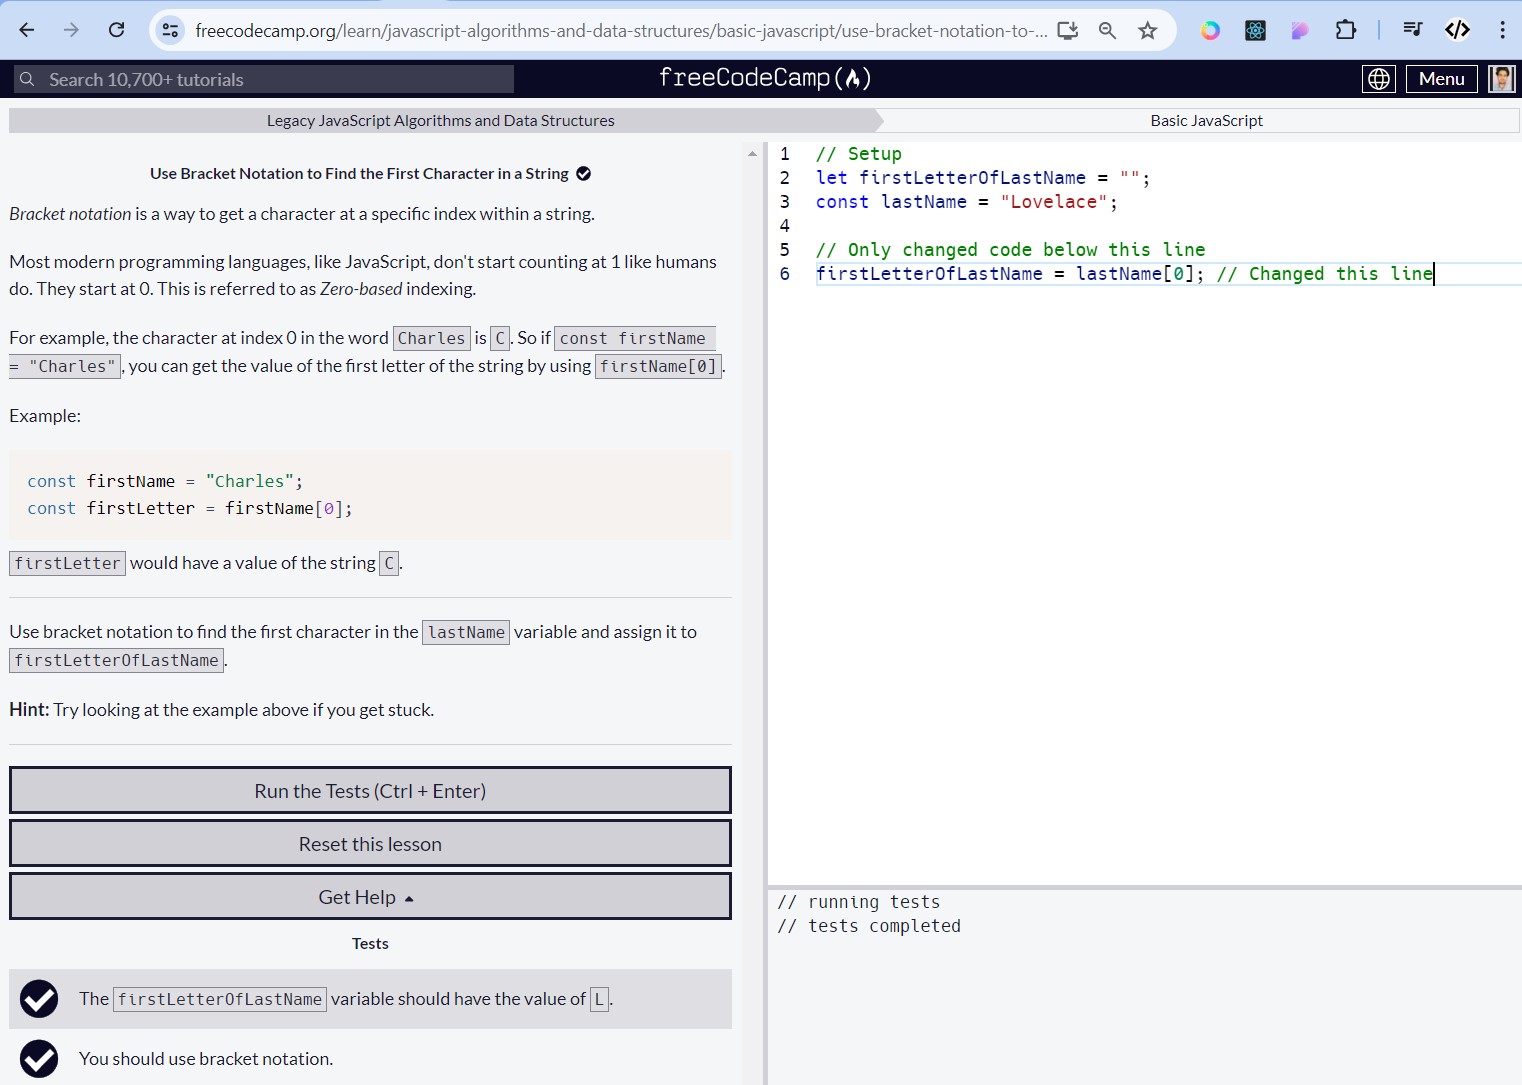 freecodecamp.org/learn/javascript-algorithms-and-data-structures/basic-javascript/use-bracket-notation-to-...
Search 10,700+ tutorials
freeCodeCamp
Menu
Legacy JavaScript Algorithms and Data Structures
Basic JavaScript
Use Bracket Notation to Find the First Character in a String
Bracket notation is a way to get a character at a specific index within a string.
Most modern programming languages, like JavaScript, don't start counting at 1 like humans
do. They start at 0. This is referred to as Zero-based indexing.
For example, the character at index 0 in the word Charles is C. So if const firstName
= "Charles", you can get the value of the first letter of the string by using firstName[0].
Example:
const firstName = "Charles";
const firstLetter = firstName[0];
firstLetter would have a value of the string C.
Use bracket notation to find the first character in the lastName variable and assign it to
firstLetterOfLastName.
Hint: Try looking at the example above if you get stuck.
Run the Tests (Ctrl + Enter)
Reset this lesson
Get Help
Tests
The firstLetterOfLastName variable should have the value of L.
You should use bracket notation.
1 // Setup
2 let firstLetterOfLastName = "";
3 const lastName = "Lovelace";
4
5 // Only changed code below this line
6 firstLetterOfLastName = lastName[0]; // Changed this line
// running tests
// tests completed